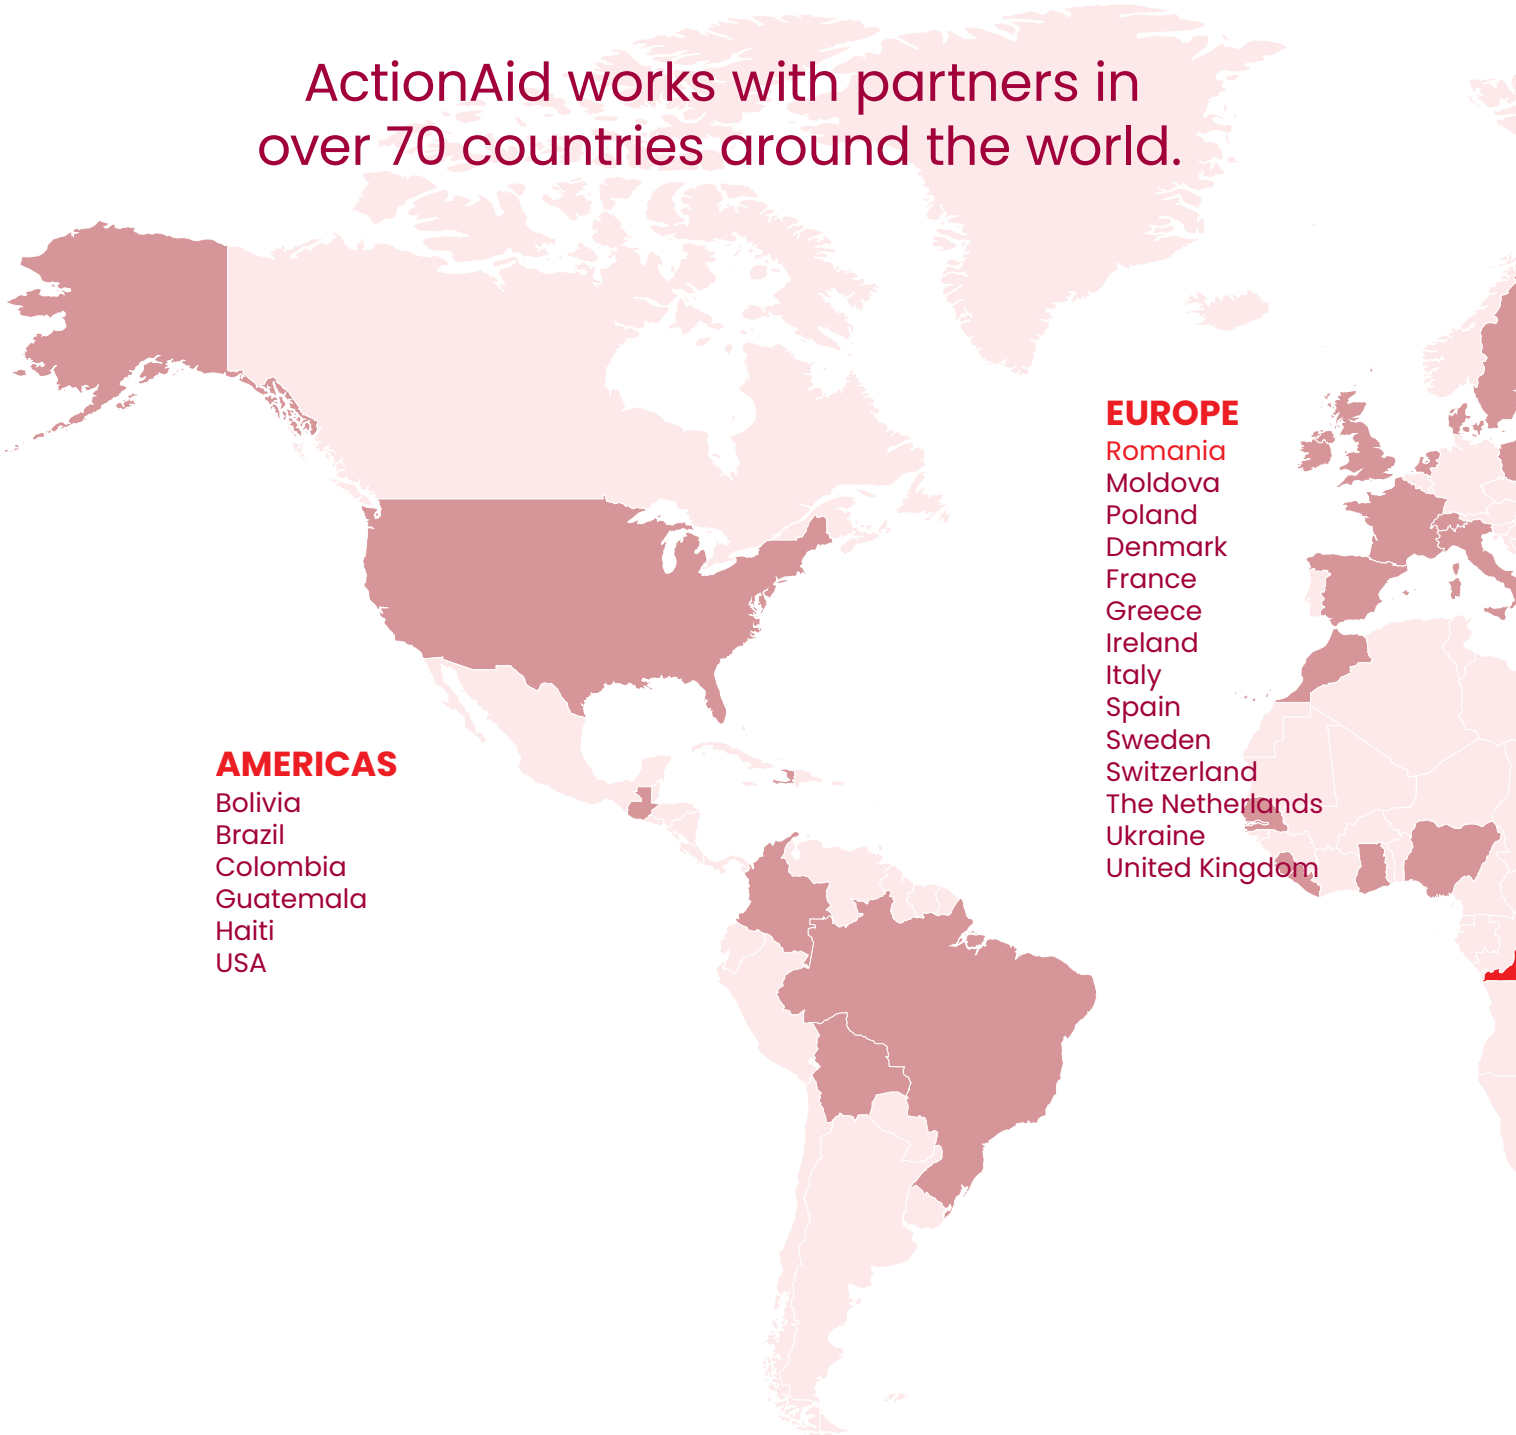 ActionAid works with partners in
over 70 countries around the world.
EUROPE
Romania
Moldova
Poland
Denmark
France
Greece
Ireland
Italy
Spain
Sweden
Switzerland
The Netherlands
Ukraine
United Kingdom
AMERICAS
Bolivia
Brazil
Colombia
Guatemala
Haiti
USA